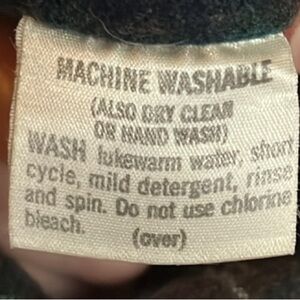 MACHINE WASHABLE
(ALSO DRY CLEAN
OR HAND WASH)
WASH lukewarm water, short
cycle, mild detergent, rinse
and spin. Do not use chlorine
bleach.
(over)